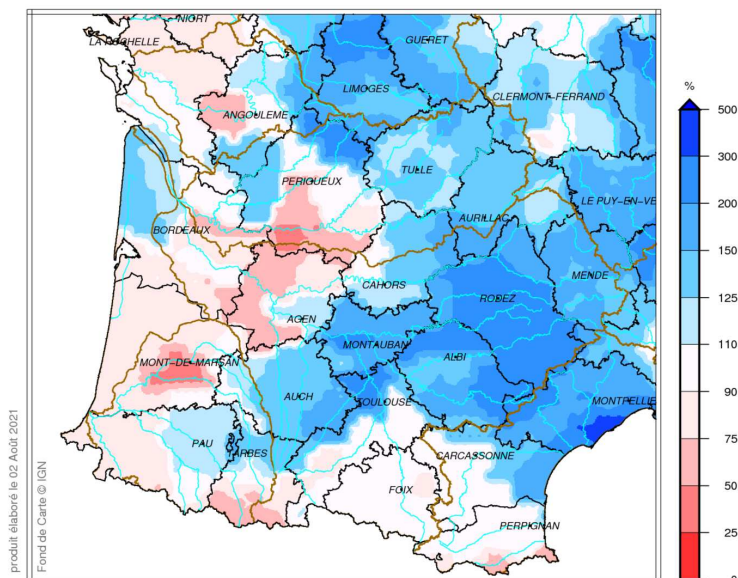 NIORT
LA ROCHELLE
GUERET
LIMOGES
CLERMONT-FERRAND
ANGOULEME
PERIGUEUX
TULLE
AURILLAC
LE PUY-EN-VE
BORDEAUX
CAHORS
RODEZ
MENDE
AGEN
MONTAUBAN
ALBI
MONT-DE-MARSAN
AUCH
TOULOUSE
MONTPELLIE
PAU
TARBES
CARCASSONNE
FOIX
PERPIGNAN
%
500
300
200
150
125
110
90
75
50
25
0
produit élaboré le 02 Août 2021
Fond de Carte © IGN